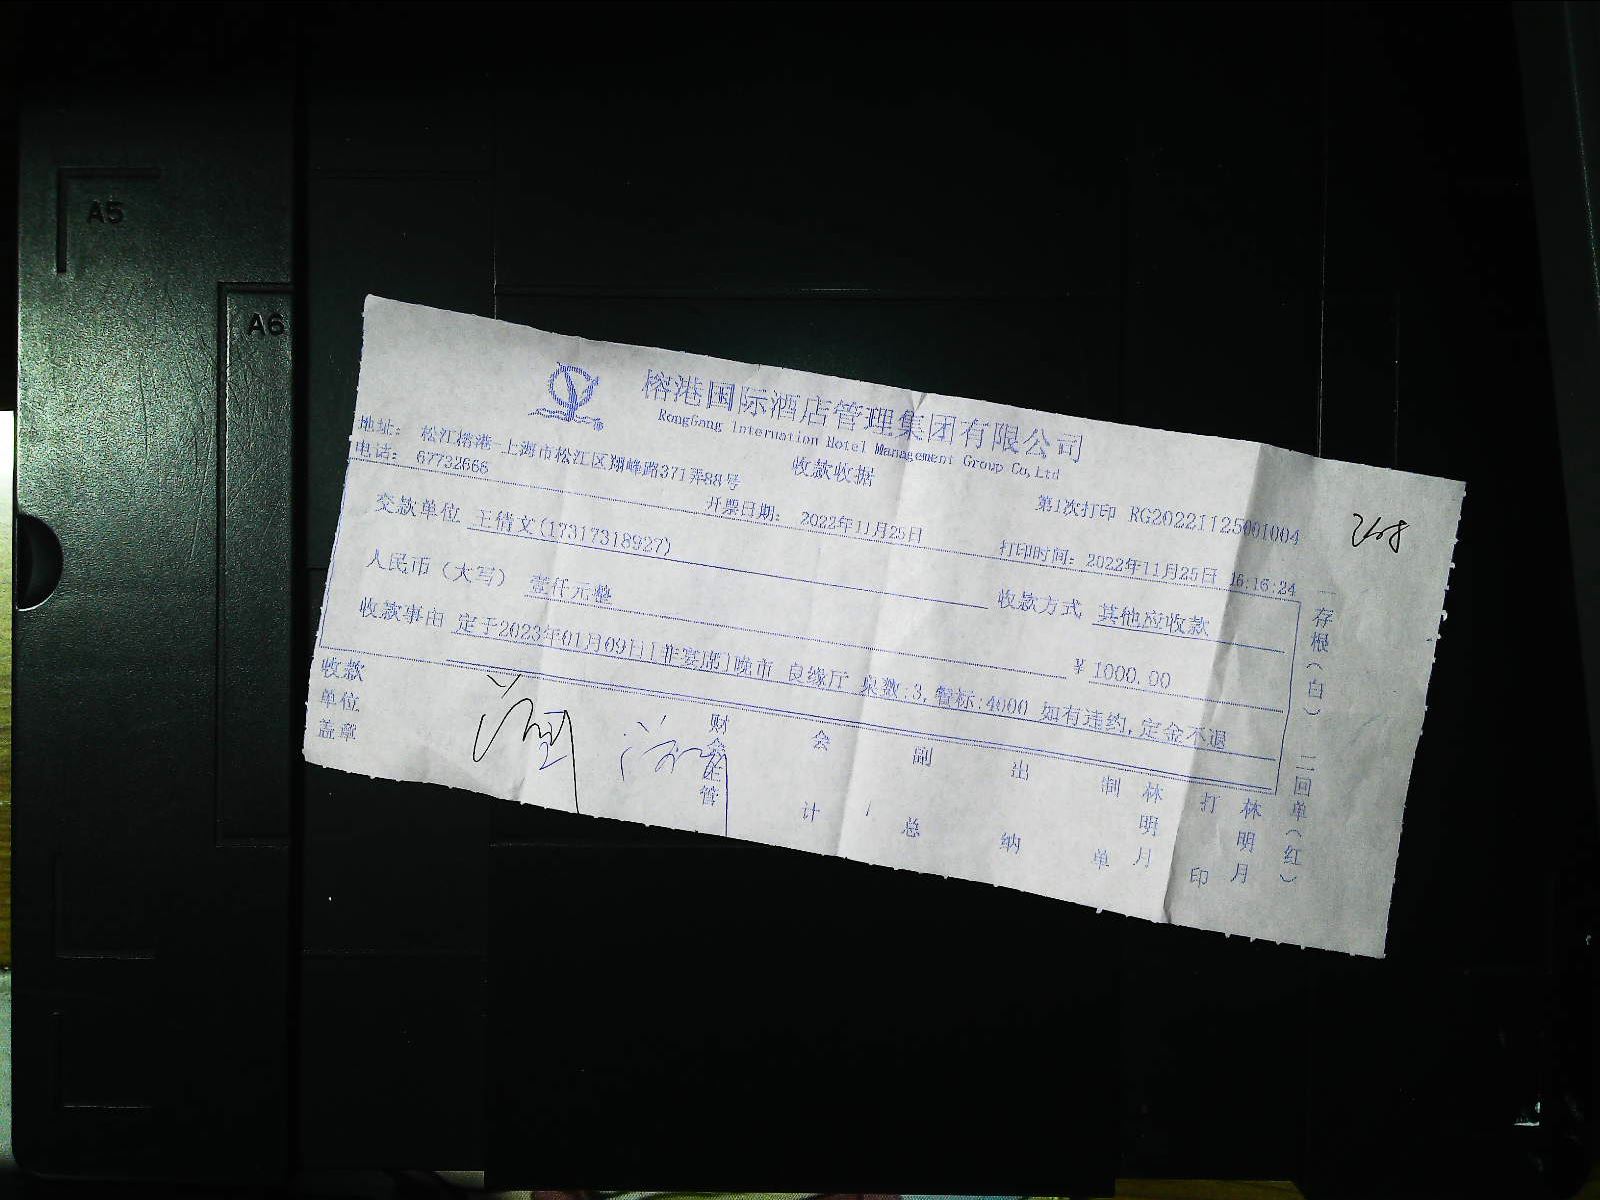 A5
A6
榕港国际酒店管理集团有限公司
RongGang Internation Hotel Management Group Co,Ltd
地址: 松江榕港-上海市松江区翔峰路371弄88号
收款收据
第1次打印 RG20221125001004
电话: 67732666
开票日期: 2022年11月25日
打印时间: 2022年11月25日 16:16:24
交款单位 王倩文(17317318927)
收款方式 其他应收款
人民币（大写） 壹仟元整
¥ 1000.00
收款事由 定于2023年01月09日[非宴席]晚市 良缘厅 桌数:3,餐标:4000 如有违约,定金不退
收款单位盖章
财会主管
会计
副总
出纳
制单
林明月
打印
林明月
一存根(白) 二回单(红)